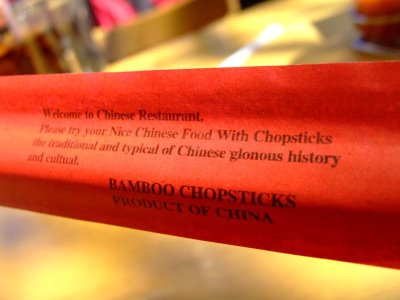 Welcome to Chinese Restaurant.
Please try your Nice Chinese Food With Chopsticks
the traditional and typical of Chinese glonous history
and cultual.
BAMBOO CHOPSTICKS
PRODUCT OF CHINA